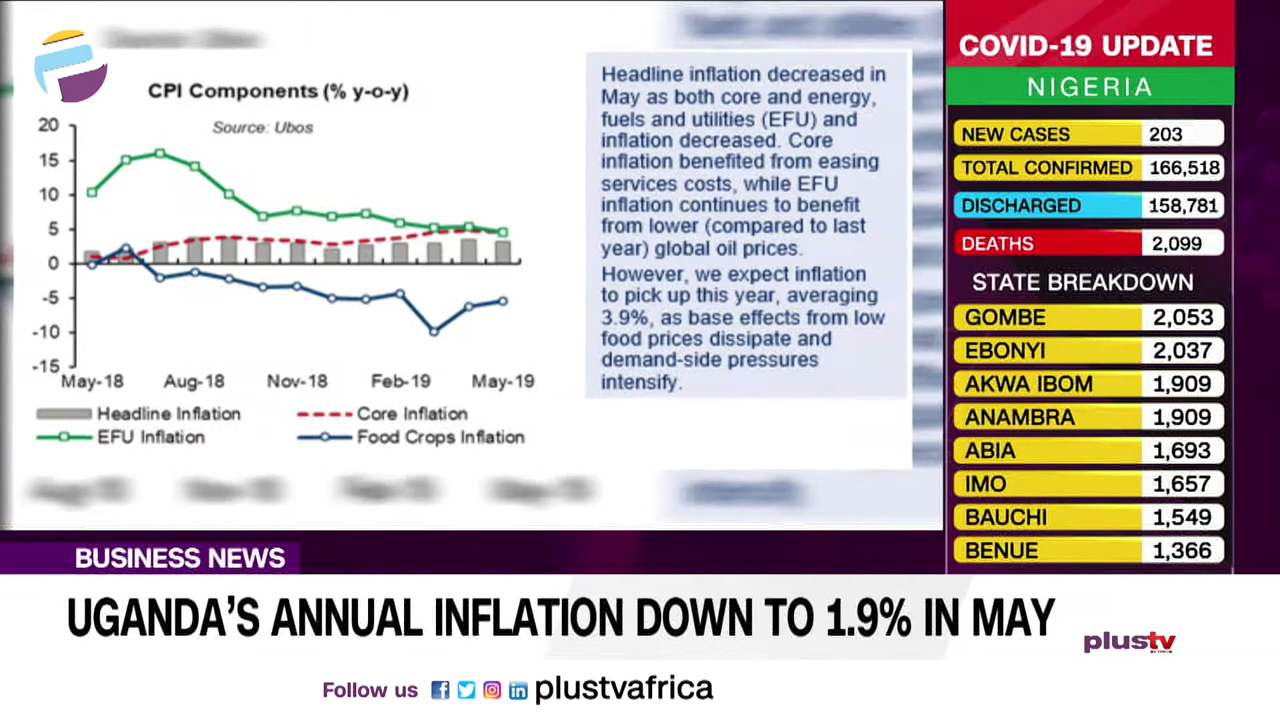 CPI Components (% y-o-y)
Source: Ubos
20
15
10
5
0
-5
-10
-15
May-18 Aug-18 Nov-18 Feb-19 May-19
Headline Inflation Core Inflation
EFU Inflation Food Crops Inflation
Headline inflation decreased in
May as both core and energy,
fuels and utilities (EFU) and
inflation decreased. Core
inflation benefited from easing
services costs, while EFU
inflation continues to benefit
from lower (compared to last
year) global oil prices.
However, we expect inflation
to pick up this year, averaging
3.9%, as base effects from low
food prices dissipate and
demand-side pressures
intensify.
COVID-19 UPDATE
NIGERIA
NEW CASES 203
TOTAL CONFIRMED 166,518
DISCHARGED 158,781
DEATHS 2,099
STATE BREAKDOWN
GOMBE 2,053
EBONYI 2,037
AKWA IBOM 1,909
ANAMBRA 1,909
ABIA 1,693
IMO 1,657
BAUCHI 1,549
BENUE 1,366
BUSINESS NEWS
UGANDA'S ANNUAL INFLATION DOWN TO 1.9% IN MAY
plustv
Follow us plustvafrica